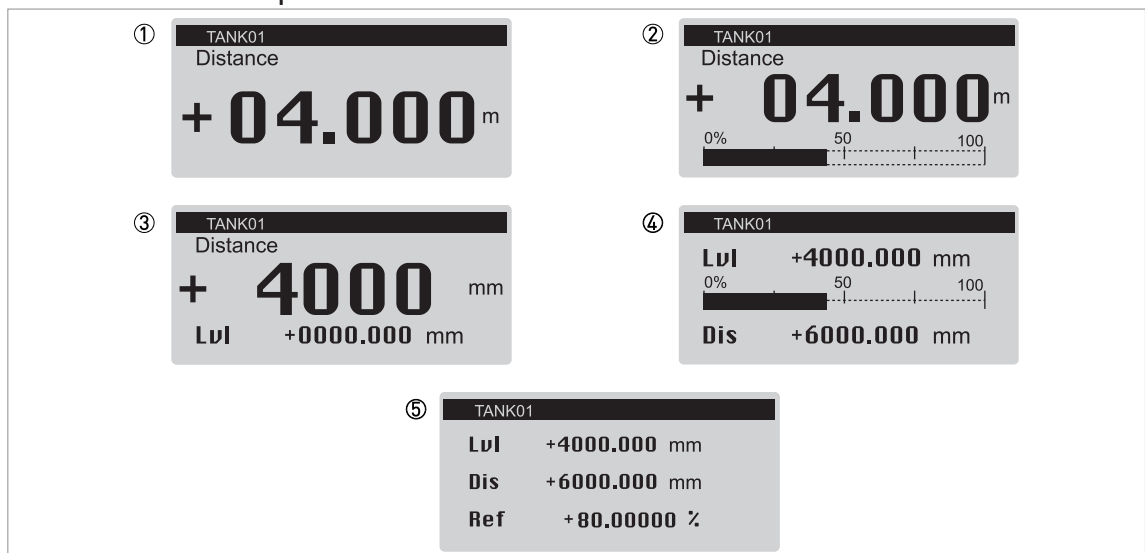 ①
TANK01
Distance
+ 04.000 m
②
TANK01
Distance
+ 04.000 m
0% 50 100
③
TANK01
Distance
+ 4000 mm
Lvl +0000.000 mm
④
TANK01
Lvl +4000.000 mm
0% 50 100
Dis +6000.000 mm
⑤
TANK01
Lvl +4000.000 mm
Dis +6000.000 mm
Ref +80.00000 %